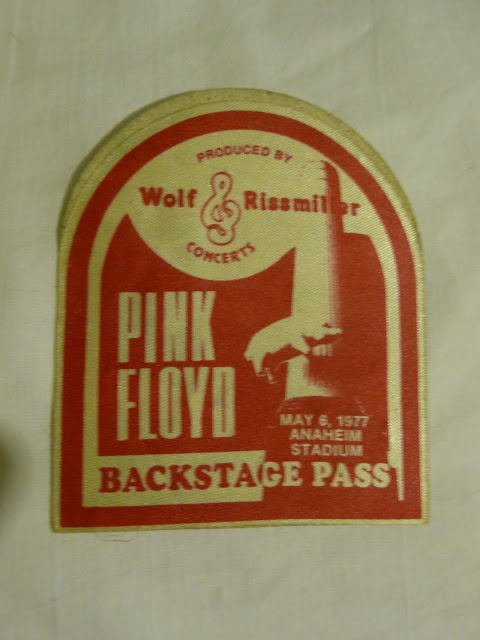 PRODUCED BY
Wolf & Rissmiller
CONCERTS
PINK
FLOYD
MAY 6, 1977
ANAHEIM
STADIUM
BACKSTAGE PASS